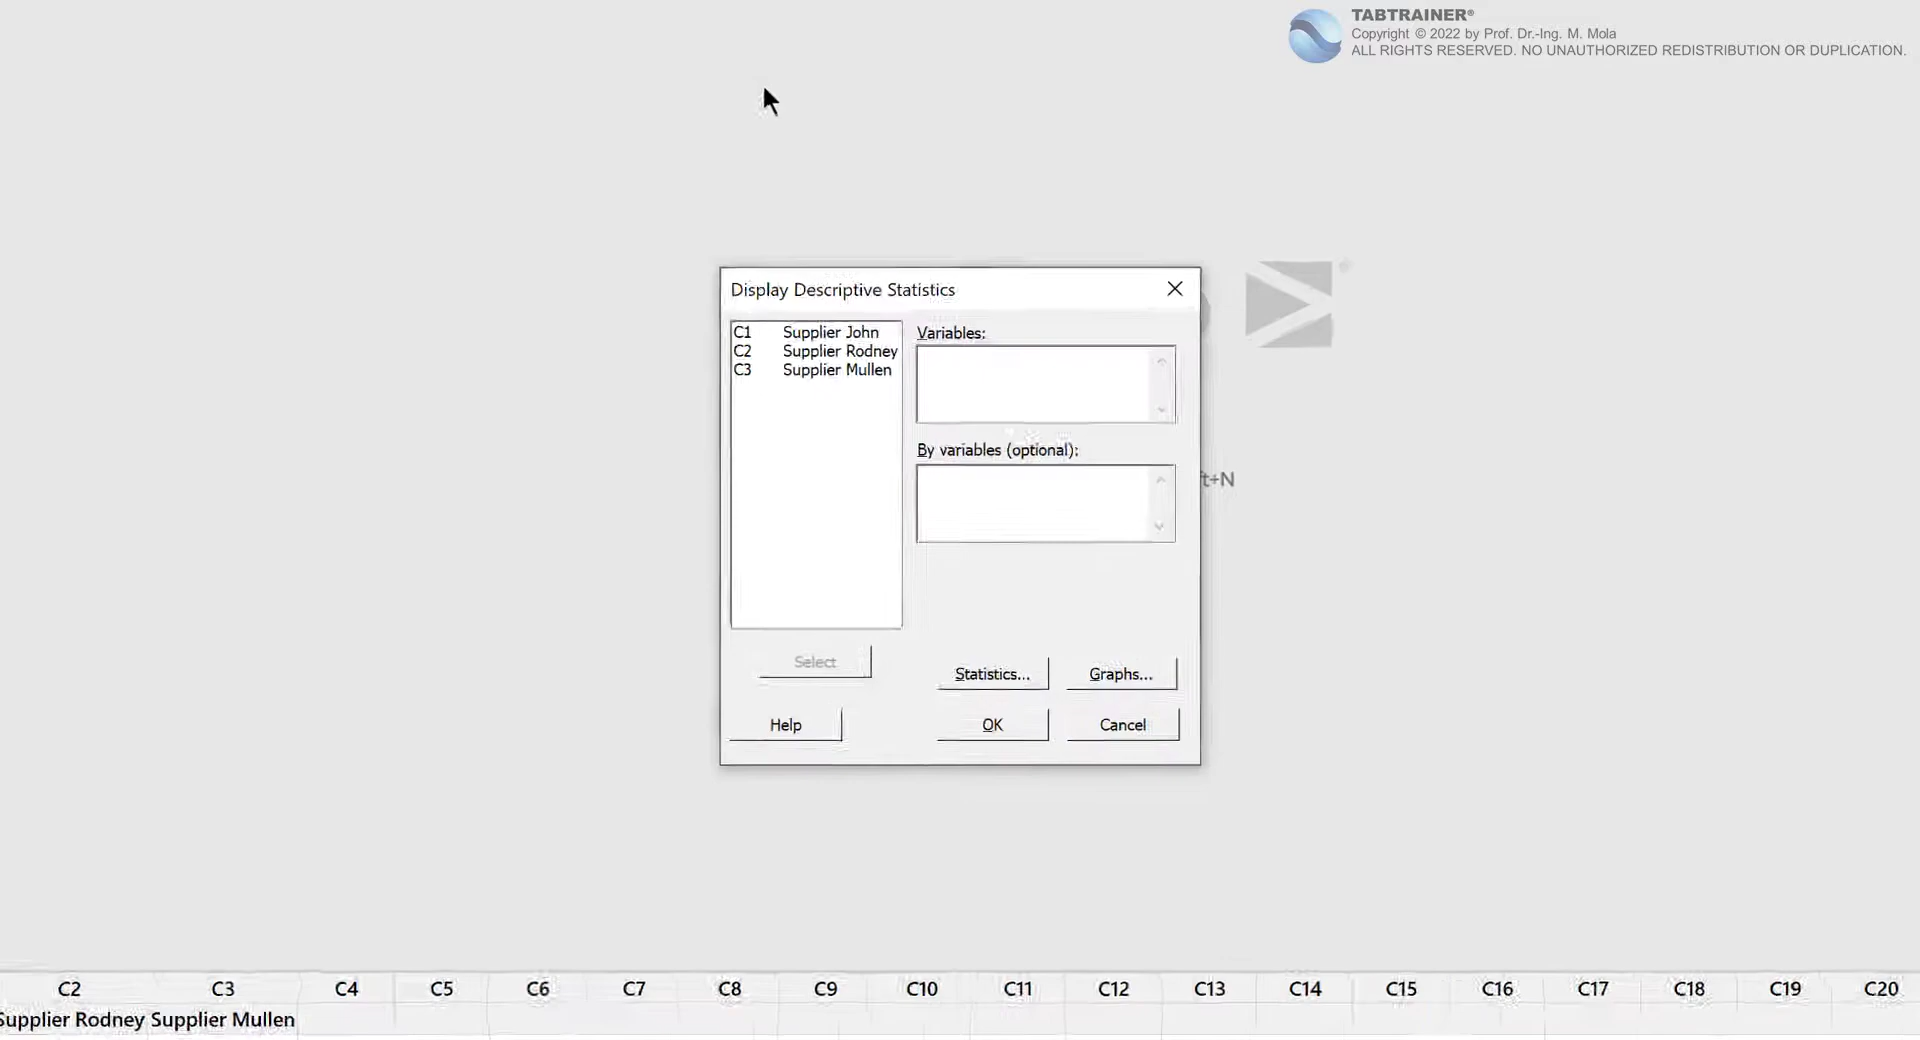 TABTRAINER®
Copyright © 2022 by Prof. Dr.-Ing. M. Mola
ALL RIGHTS RESERVED. NO UNAUTHORIZED REDISTRIBUTION OR DUPLICATION.
Display Descriptive Statistics
C1 Supplier John
C2 Supplier Rodney
C3 Supplier Mullen
Variables:
By variables (optional):
t+N
Select
Statistics...
Graphs...
Help
OK
Cancel
C2 C3 C4 C5 C6 C7 C8 C9 C10 C11 C12 C13 C14 C15 C16 C17 C18 C19 C20
Supplier Rodney Supplier Mullen